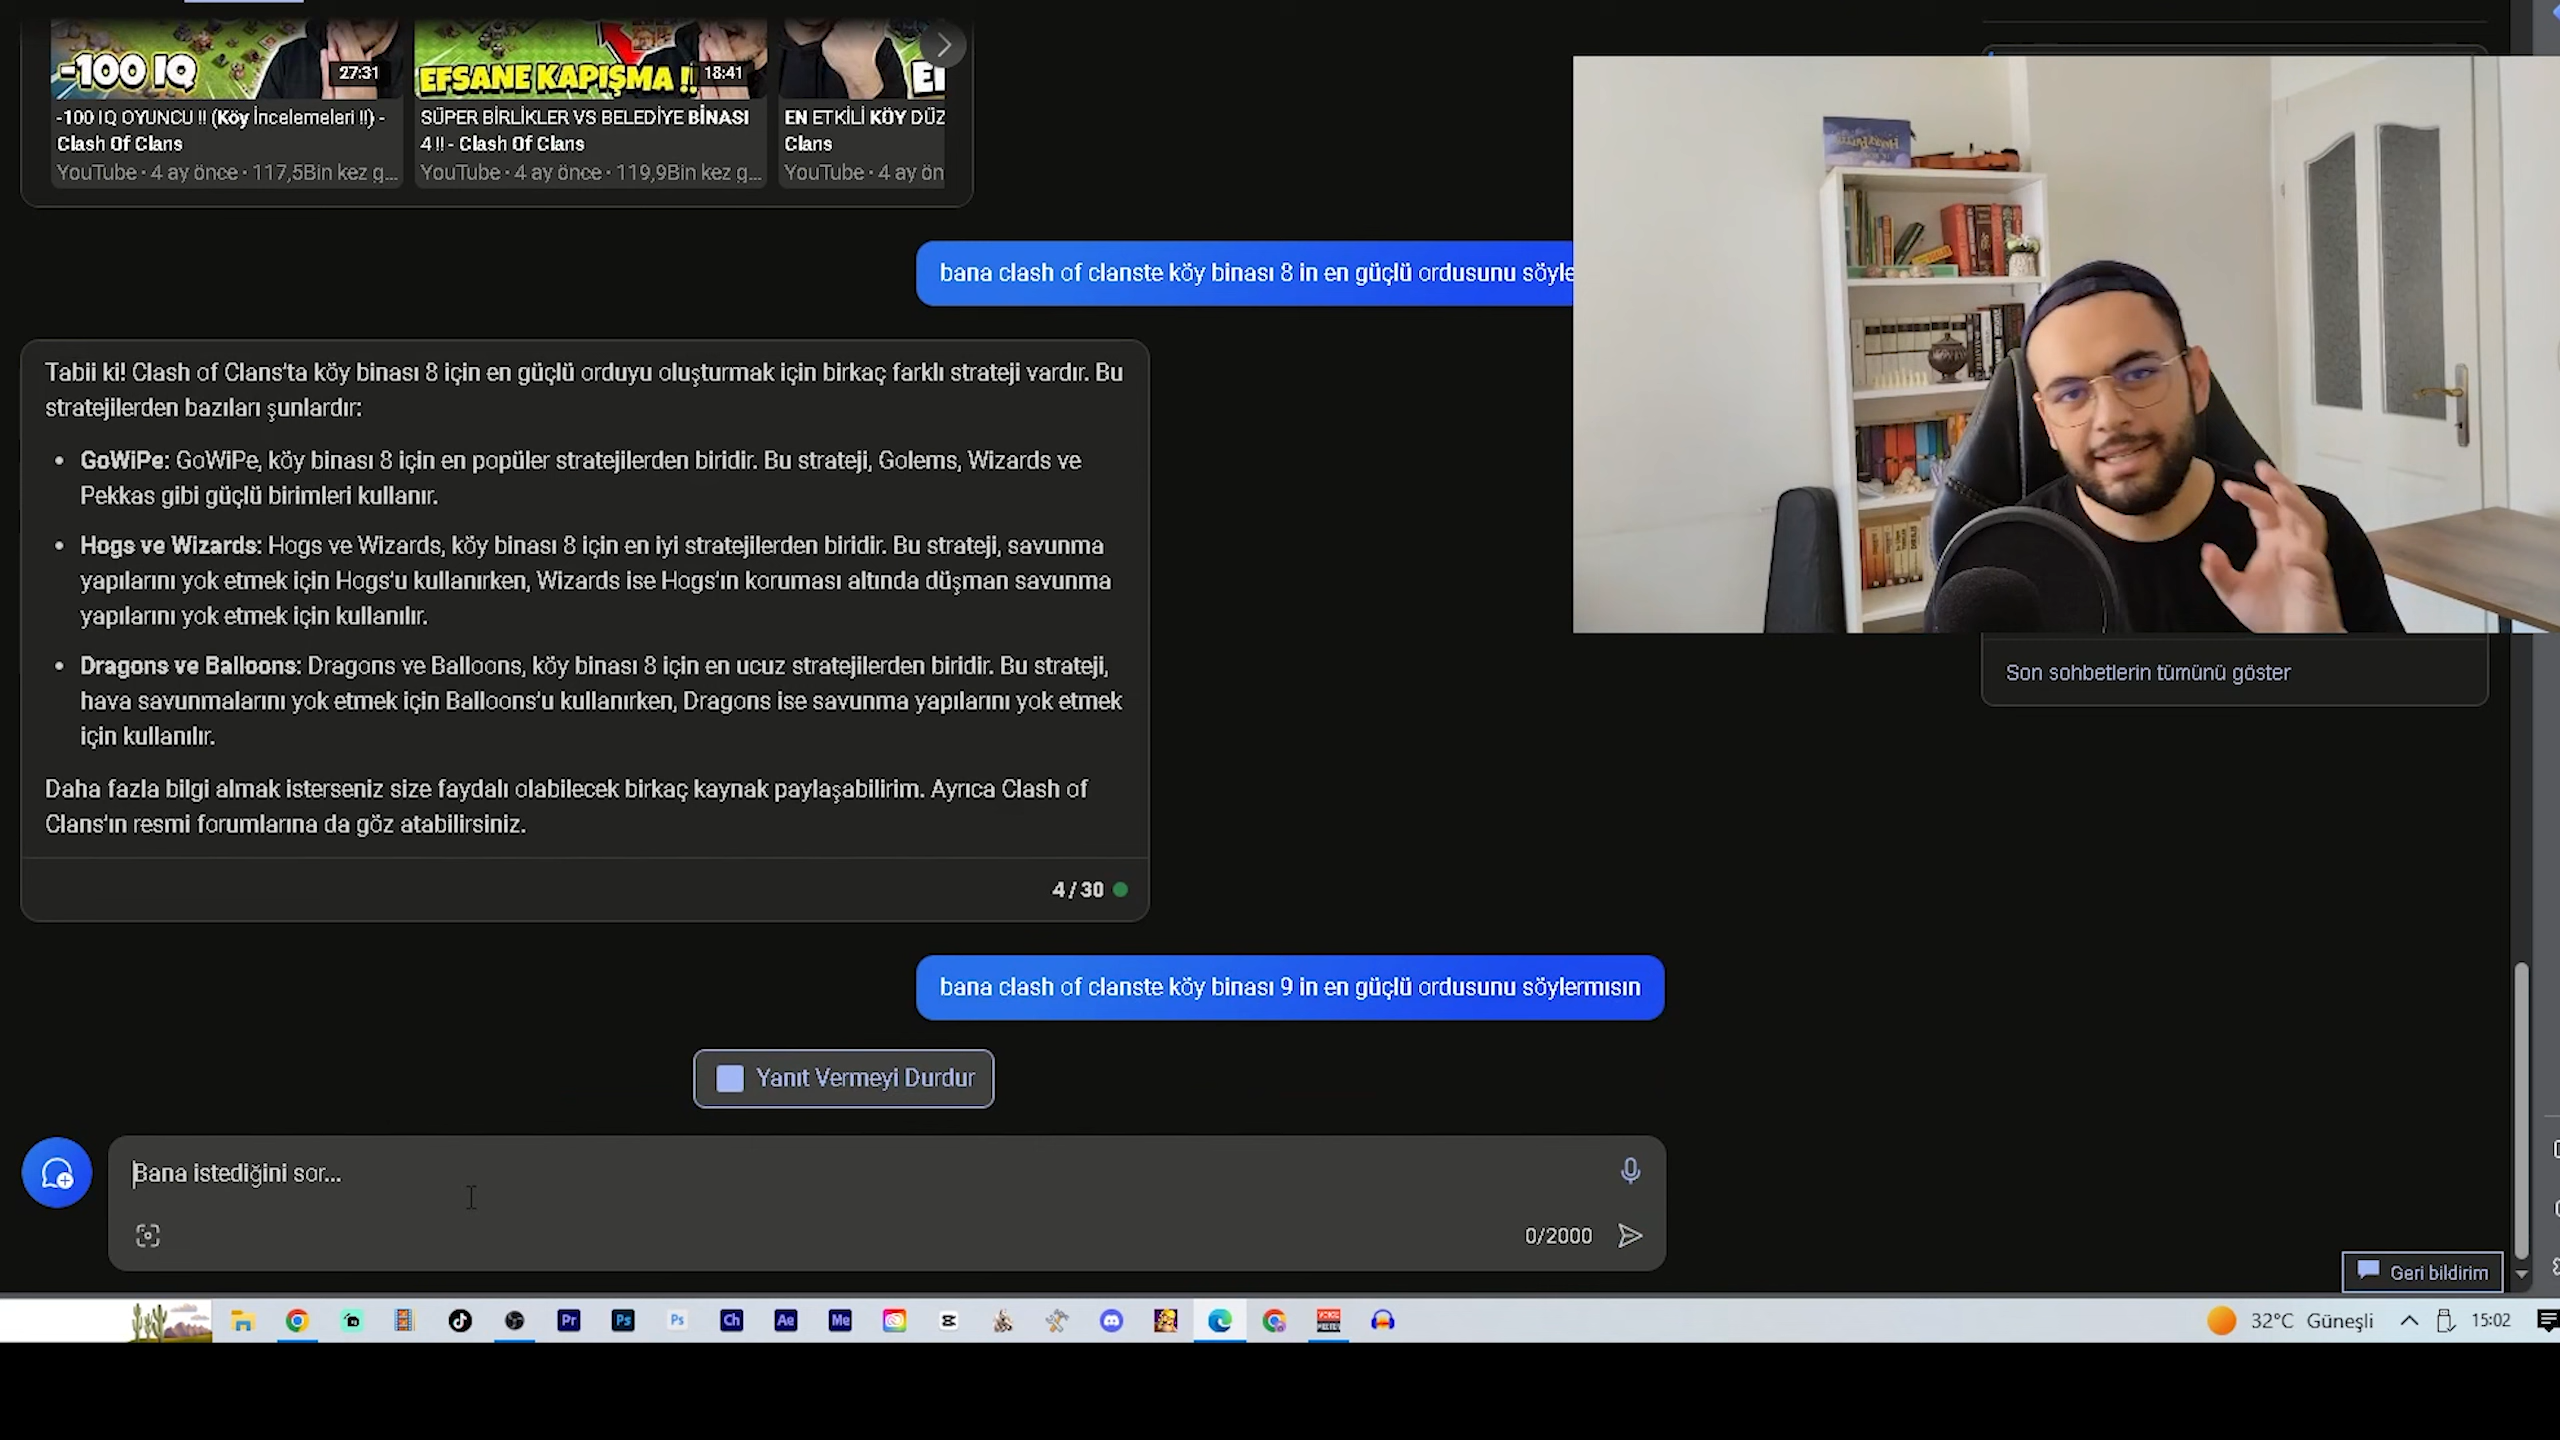 -100 IQ
27:31
EFSANE KAPIŞMA !!
18:41
-100 IQ OYUNCU !! (Köy İncelemeleri !!) -
Clash Of Clans
YouTube · 4 ay önce · 117,5Bin kez g...
SÜPER BİRLİKLER VS BELEDİYE BİNASI
4 !! - Clash Of Clans
YouTube · 4 ay önce · 119,9Bin kez g...
EN ETKİLİ KÖY DÜZ
Clans
YouTube · 4 ay ön
bana clash of clanste köy binası 8 in en güçlü ordusunu söyle
Tabii ki! Clash of Clans'ta köy binası 8 için en güçlü orduyu oluşturmak için birkaç farklı strateji vardır. Bu
stratejilerden bazıları şunlardır:
• GoWiPe: GoWiPe, köy binası 8 için en popüler stratejilerden biridir. Bu strateji, Golems, Wizards ve
Pekkas gibi güçlü birimleri kullanır.
• Hogs ve Wizards: Hogs ve Wizards, köy binası 8 için en iyi stratejilerden biridir. Bu strateji, savunma
yapılarını yok etmek için Hogs'u kullanırken, Wizards ise Hogs'ın koruması altında düşman savunma
yapılarını yok etmek için kullanılır.
• Dragons ve Balloons: Dragons ve Balloons, köy binası 8 için en ucuz stratejilerden biridir. Bu strateji,
hava savunmalarını yok etmek için Balloons'u kullanırken, Dragons ise savunma yapılarını yok etmek
için kullanılır.
Daha fazla bilgi almak isterseniz size faydalı olabilecek birkaç kaynak paylaşabilirim. Ayrıca Clash of
Clans'ın resmi forumlarına da göz atabilirsiniz.
4 / 30
Son sohbetlerin tümünü göster
bana clash of clanste köy binası 9 in en güçlü ordusunu söylermısın
Yanıt Vermeyi Durdur
Bana istediğini sor...
0/2000
Geri bildirim
Pr
Ps
Ps
Ch
Ae
Me
32°C Güneşli
15:02